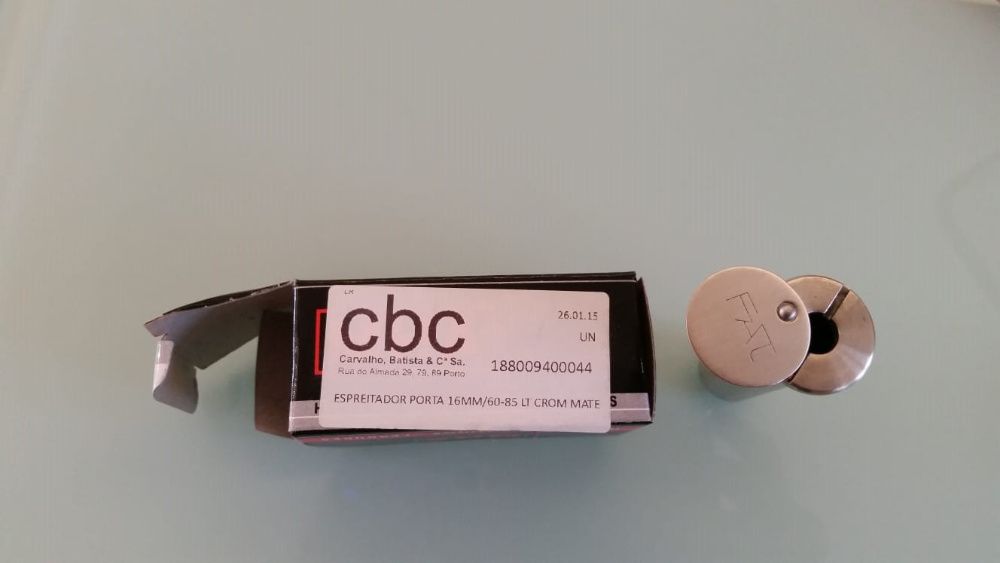 cbc
26.01.15
UN
Carvalho, Batista & Cª Sa.
188009400044
Rua do Almada 29, 79, 89 Porto
ESPREITADOR PORTA 16MM/60-85 LT CROM MATE